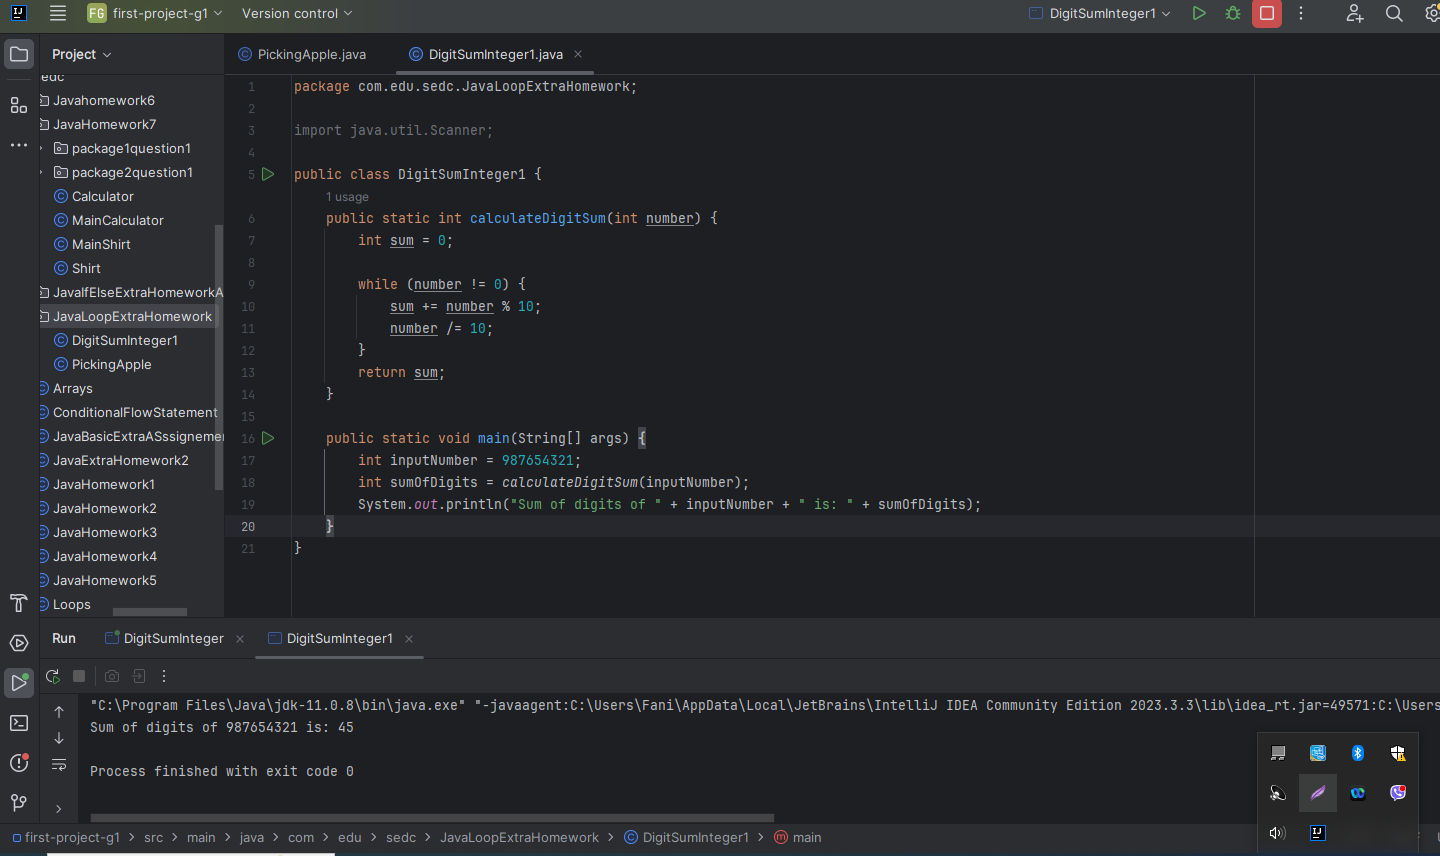 FG first-project-g1 Version control DigitSumInteger1
Project
PickingApple.java DigitSumInteger1.java
sedc
Javahomework6
JavaHomework7
package1question1
package2question1
Calculator
MainCalculator
MainShirt
Shirt
JavaIfElseExtraHomeworkA
JavaLoopExtraHomework
DigitSumInteger1
PickingApple
Arrays
ConditionalFlowStatement
JavaBasicExtraASssigneme
JavaExtraHomework2
JavaHomework1
JavaHomework2
JavaHomework3
JavaHomework4
JavaHomework5
Loops
1 package com.edu.sedc.JavaLoopExtraHomework;
2
3 import java.util.Scanner;
4
5 public class DigitSumInteger1 {
1 usage
6 public static int calculateDigitSum(int number) {
7 int sum = 0;
8
9 while (number != 0) {
10 sum += number % 10;
11 number /= 10;
12 }
13 return sum;
14 }
15
16 public static void main(String[] args) {
17 int inputNumber = 987654321;
18 int sumOfDigits = calculateDigitSum(inputNumber);
19 System.out.println("Sum of digits of " + inputNumber + " is: " + sumOfDigits);
20 }
21 }
Run DigitSumInteger DigitSumInteger1
"C:\Program Files\Java\jdk-11.0.8\bin\java.exe" "-javaagent:C:\Users\Fani\AppData\Local\JetBrains\IntelliJ IDEA Community Edition 2023.3.3\lib\idea_rt.jar=49571:C:\Users
Sum of digits of 987654321 is: 45
Process finished with exit code 0
first-project-g1 > src > main > java > com > edu > sedc > JavaLoopExtraHomework > DigitSumInteger1 > main